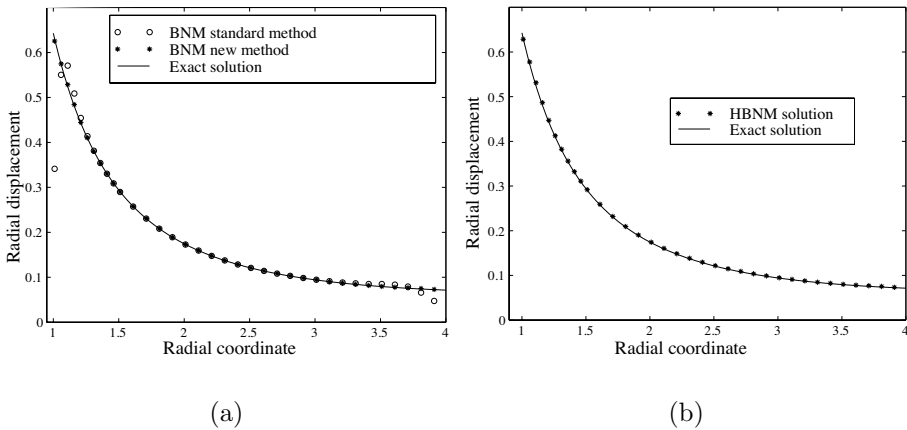 BNM standard method
BNM new method
Exact solution
Radial displacement
0.6
0.5
0.4
0.3
0.2
0.1
0
1
1.5
2
2.5
3
3.5
4
Radial coordinate
(a)
HBNM solution
Exact solution
Radial displacement
0.6
0.5
0.4
0.3
0.2
0.1
0
1
1.5
2
2.5
3
3.5
4
Radial coordinate
(b)